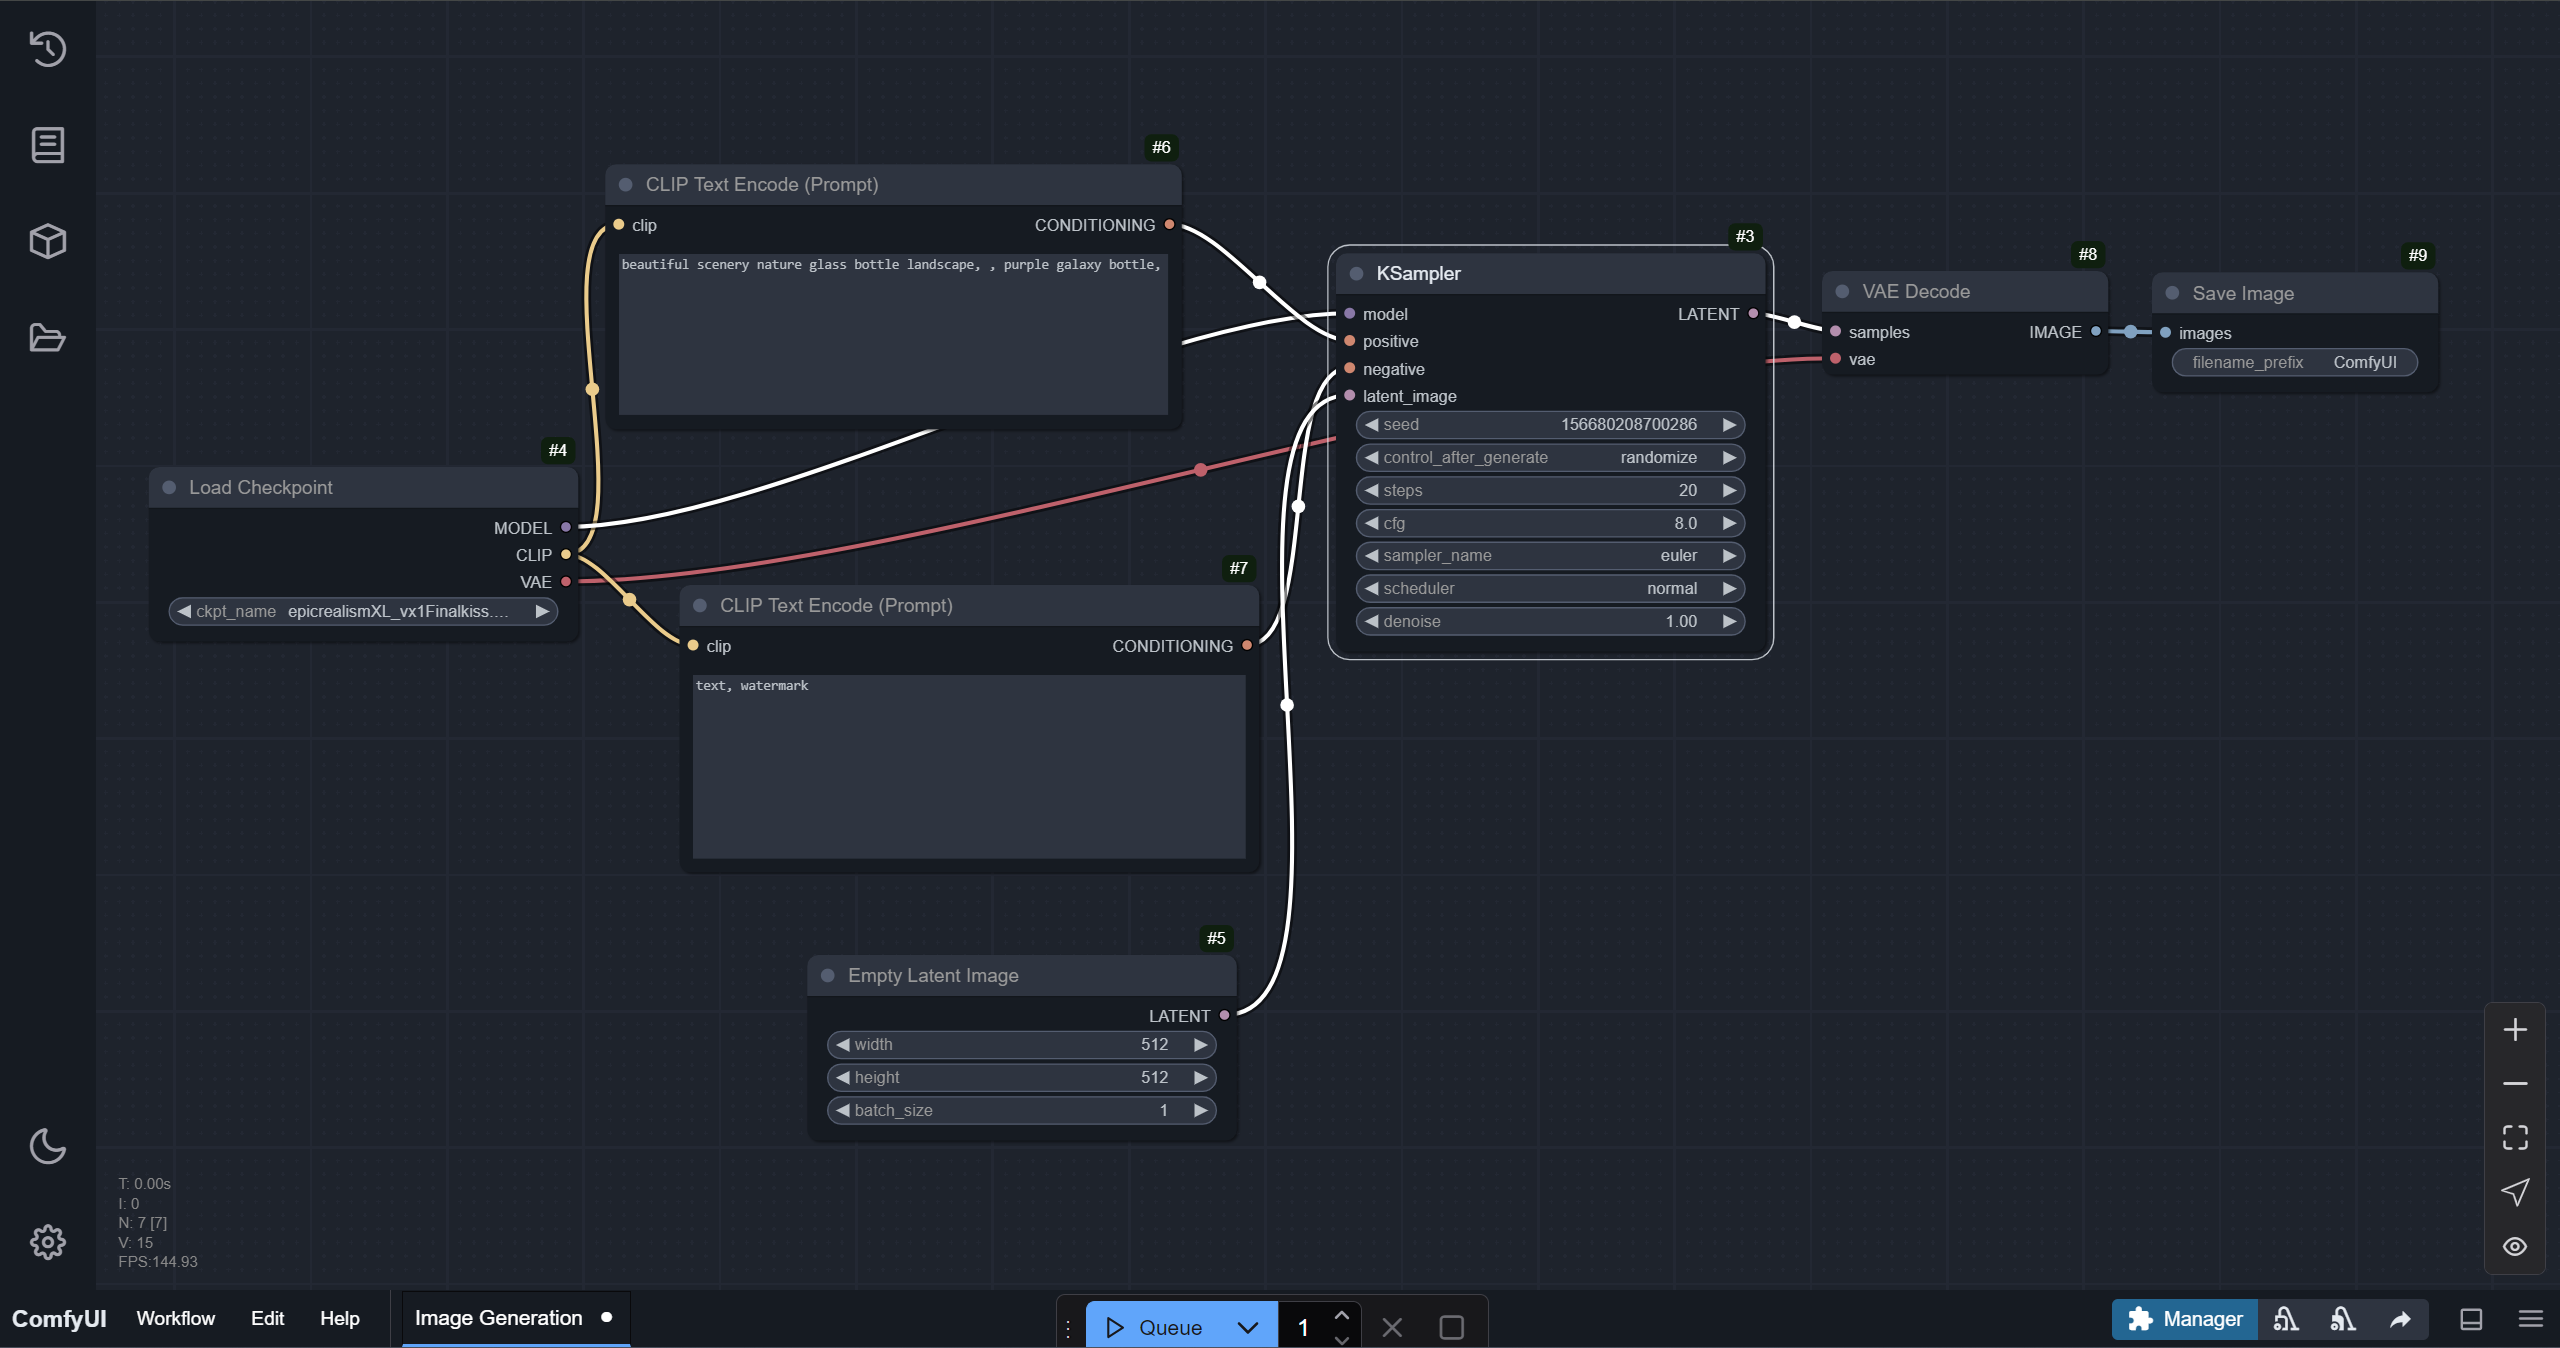 #6
CLIP Text Encode (Prompt)
clip
CONDITIONING
beautiful scenery nature glass bottle landscape, , purple galaxy bottle,
#4
Load Checkpoint
MODEL
CLIP
VAE
ckpt_name epicrealismXL_vx1Finalkiss....
#7
CLIP Text Encode (Prompt)
clip
CONDITIONING
text, watermark
#5
Empty Latent Image
LATENT
width 512
height 512
batch_size 1
#3
KSampler
model
LATENT
positive
negative
latent_image
seed 156680208700286
control_after_generate randomize
steps 20
cfg 8.0
sampler_name euler
scheduler normal
denoise 1.00
#8
VAE Decode
samples
IMAGE
vae
#9
Save Image
images
filename_prefix ComfyUI
T: 0.00s
I: 0
N: 7 [7]
V: 15
FPS:144.93
ComfyUI
Workflow
Edit
Help
Image Generation
Queue
1
Manager